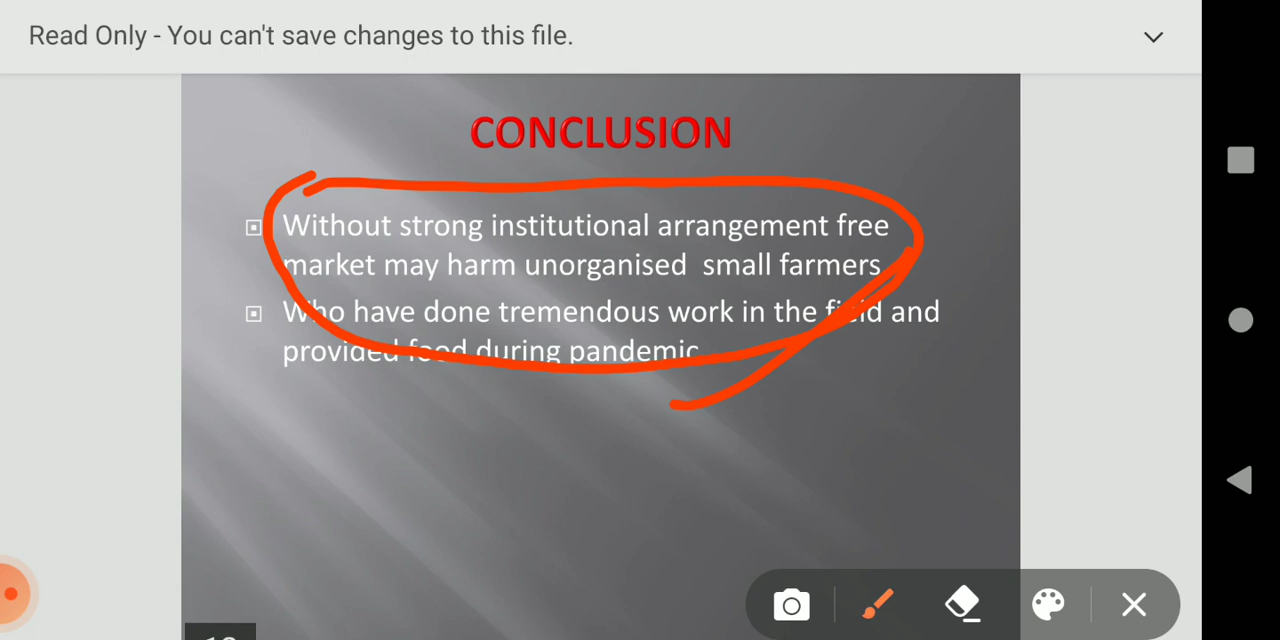 Read Only - You can't save changes to this file.
CONCLUSION
Without strong institutional arrangement free
market may harm unorganised small farmers
Who have done tremendous work in the field and
provided food during pandemic